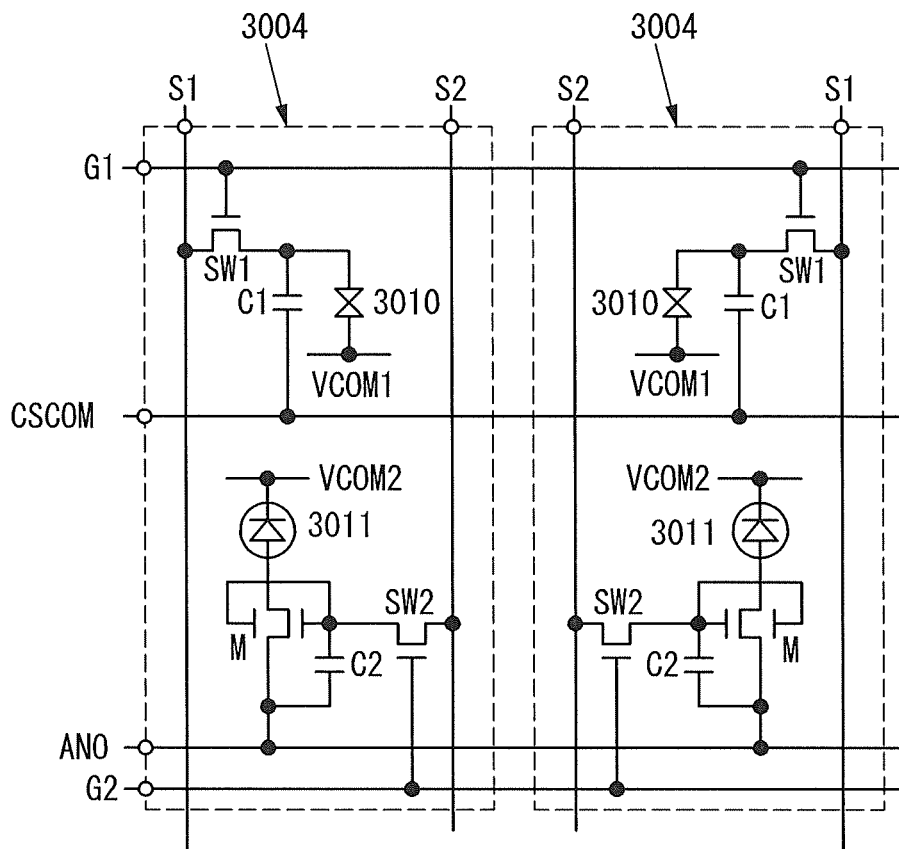 3004 3004
S1 S2 S2 S1
G1
SW1 SW1
C1 3010 3010 C1
VCOM1 VCOM1
CSCOM
VCOM2 VCOM2
3011 3011
SW2 SW2
M C2 C2 M
ANO
G2